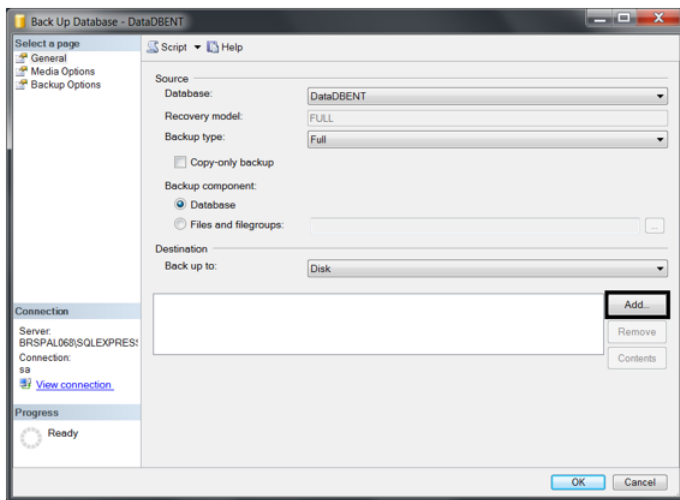 Back Up Database - DataDBENT
Select a page
General
Media Options
Backup Options
Script Help
Source
Database: DataDBENT
Recovery model: FULL
Backup type: Full
Copy-only backup
Backup component:
Database
Files and filegroups: ...
Destination
Back up to: Disk
Add...
Remove
Contents
Connection
Server:
BRSPAL068\SQLEXPRES
Connection:
sa
View connection
Progress
Ready
OK Cancel